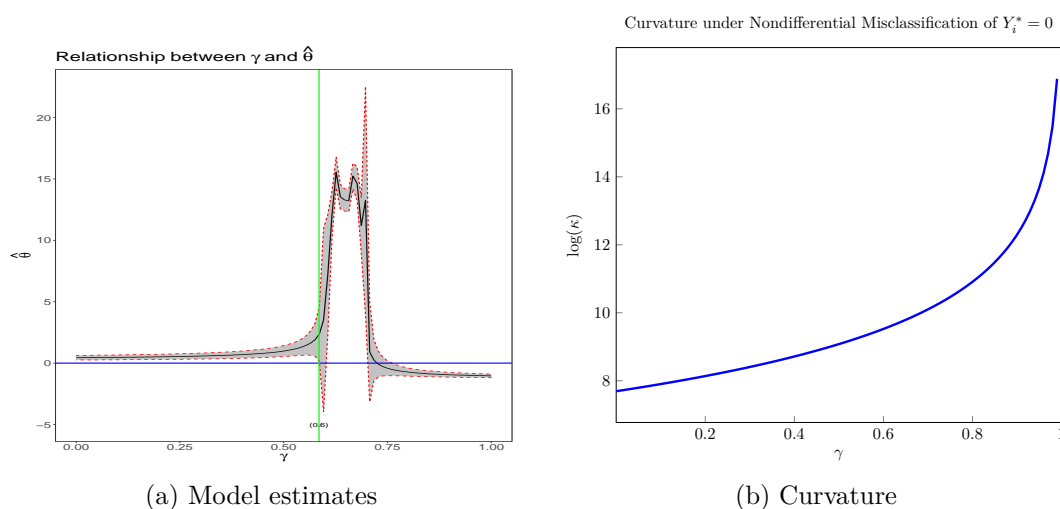 Relationship between γ and θ̂
20
15
10
5
0
−5
θ̂
(0.6)
0.00 0.25 0.50 0.75 1.00
γ
(a) Model estimates
Curvature under Nondifferential Misclassification of Y_i^* = 0
16
14
12
10
8
log(κ)
0.2 0.4 0.6 0.8 1
γ
(b) Curvature